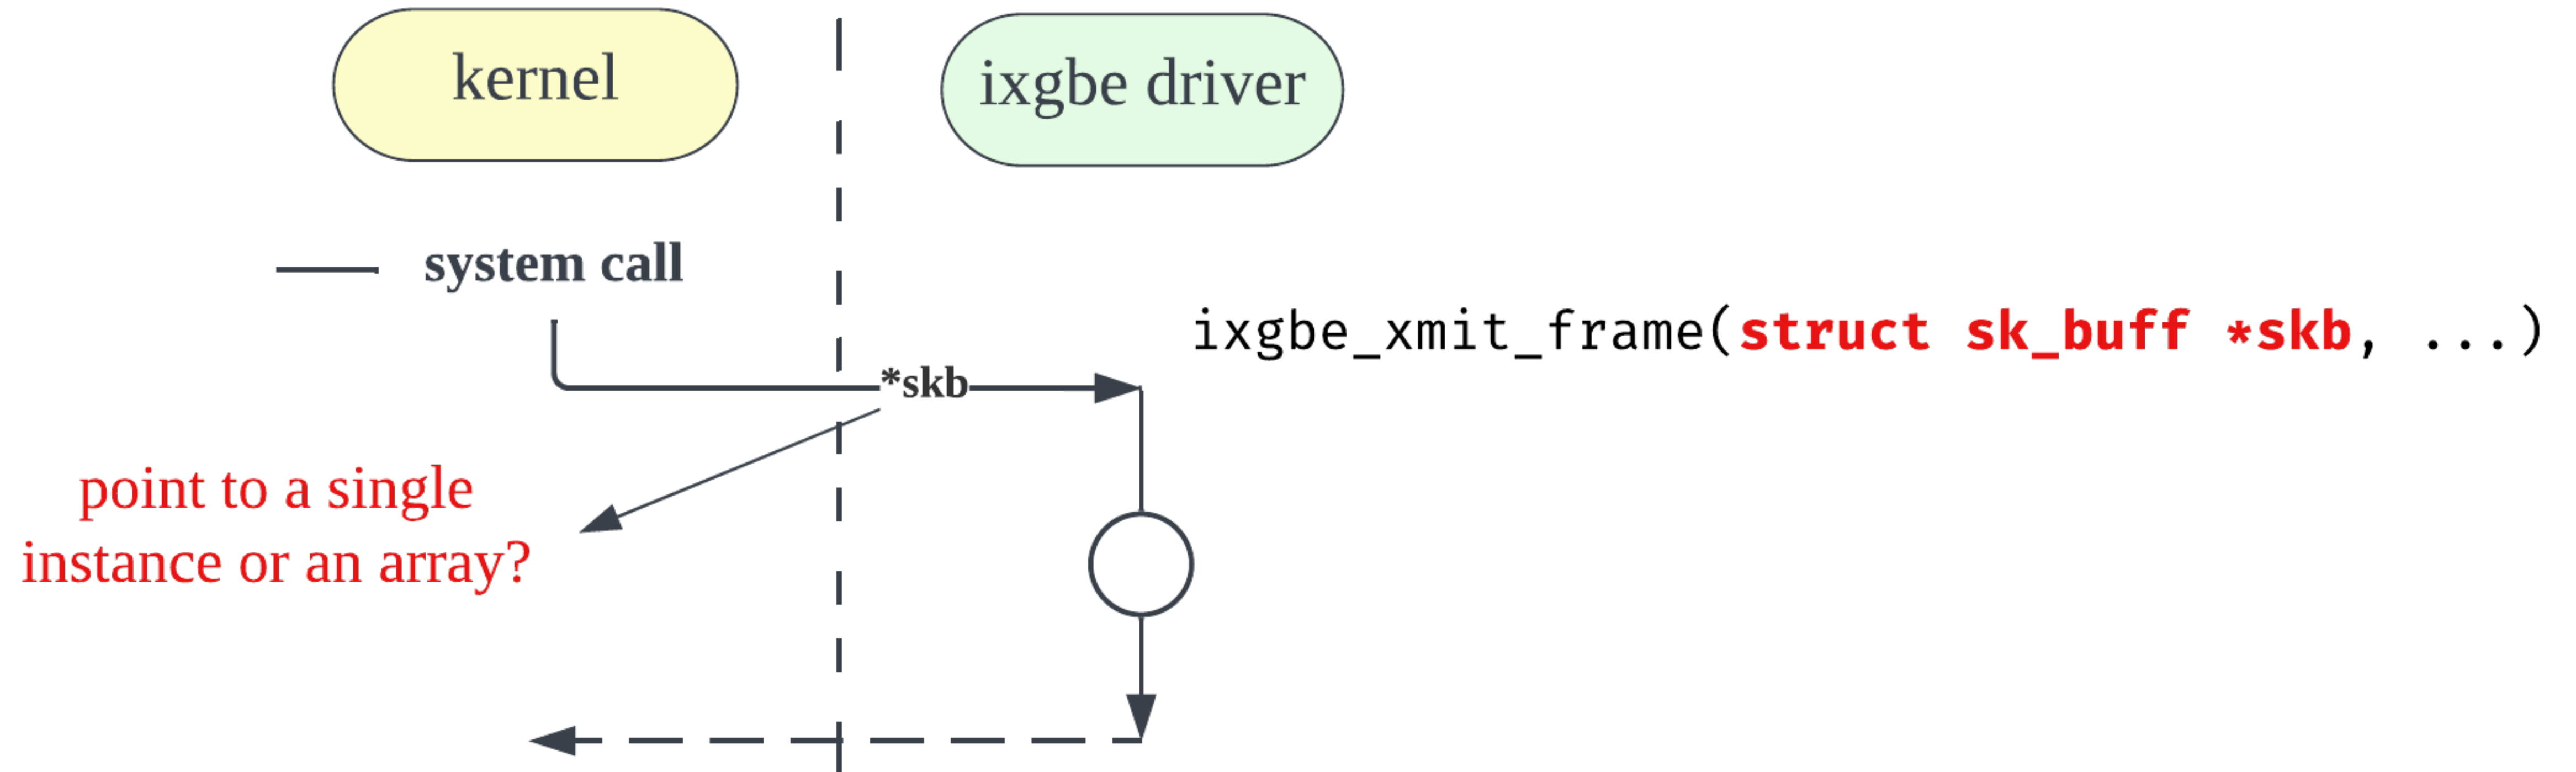 kernel
ixgbe driver
system call
ixgbe_xmit_frame(struct sk_buff *skb, ...)
*skb
point to a single
instance or an array?